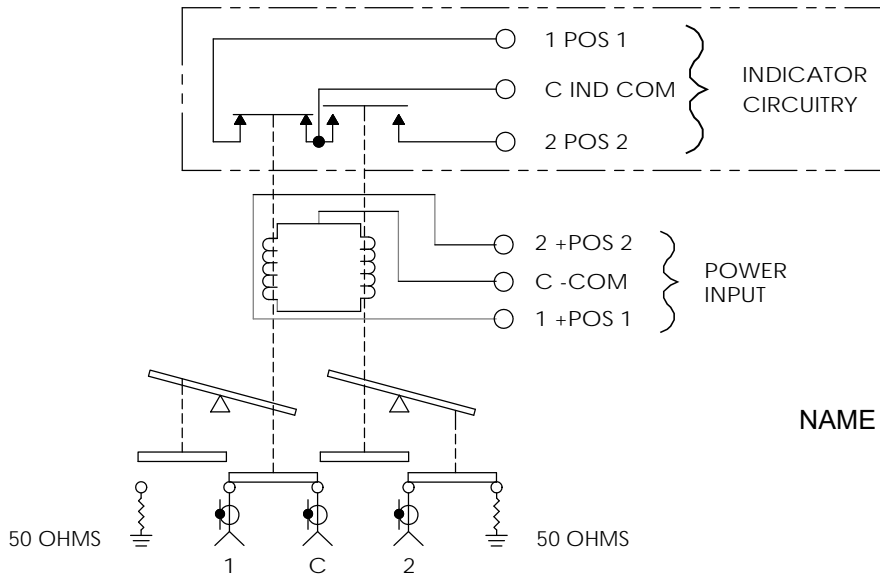 1 POS 1
C IND COM
2 POS 2
INDICATOR
CIRCUITRY
2 +POS 2
C -COM
1 +POS 1
POWER
INPUT
NAME
50 OHMS
1
C
2
50 OHMS